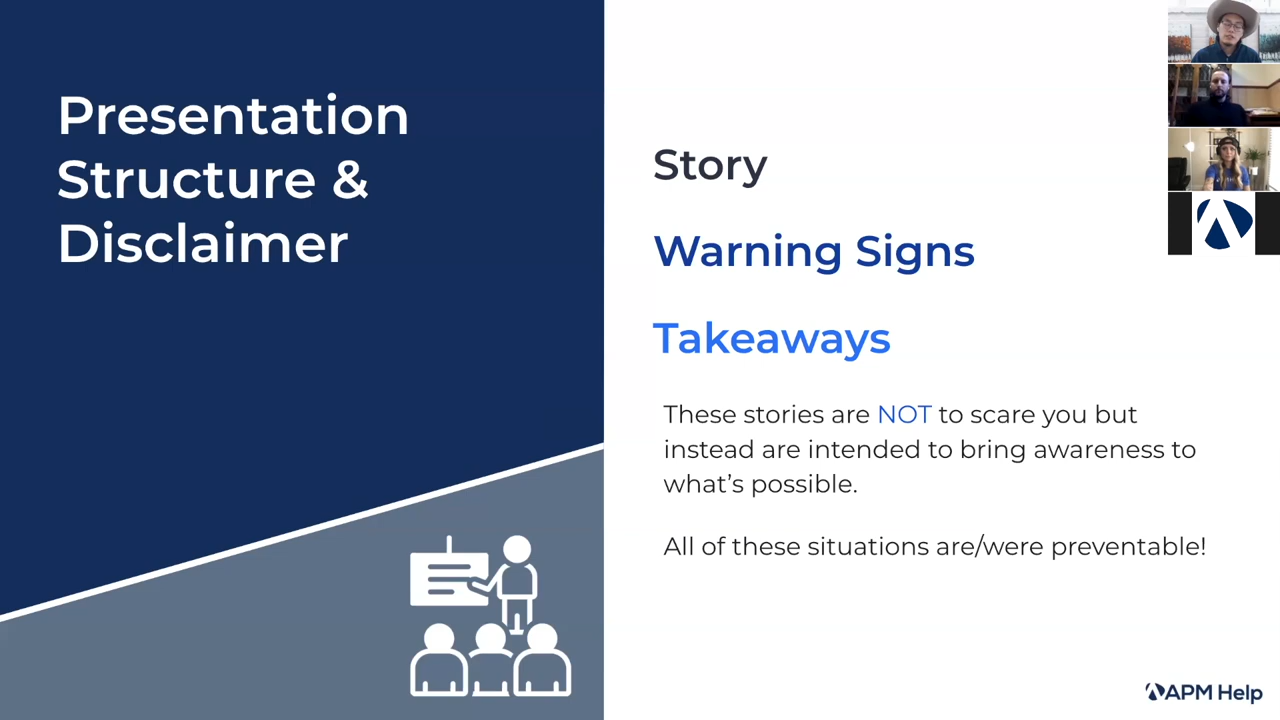 Presentation
Structure &
Disclaimer
Story
Warning Signs
Takeaways
These stories are NOT to scare you but
instead are intended to bring awareness to
what's possible.
All of these situations are/were preventable!
APM Help